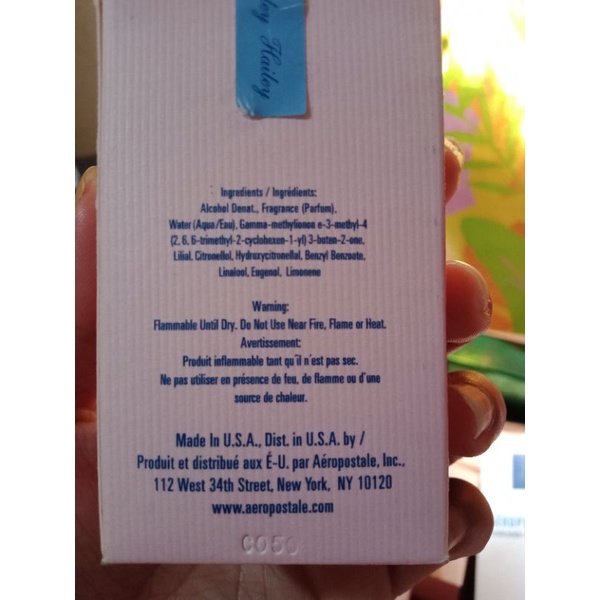 Hailey
Ingredients / Ingrédients:
Alcohol Denat., Fragrance (Parfum),
Water (Aqua/Eau), Gamma-methylionon e-3-methyl-4
(2, 6, 6-trimethyl-2-cyclohexen-1-yl) 3-buten-2-one,
Lilial, Citronellol, Hydroxycitronellal, Benzyl Benzoate,
Linalool, Eugenol, Limonene
Warning:
Flammable Until Dry. Do Not Use Near Fire, Flame or Heat.
Avertissement:
Produit inflammable tant qu'il n'est pas sec.
Ne pas utiliser en présence de feu, de flamme ou d'une
source de chaleur.
Made In U.S.A., Dist. in U.S.A. by /
Produit et distribué aux É-U. par Aéropostale, Inc.,
112 West 34th Street, New York, NY 10120
www.aeropostale.com